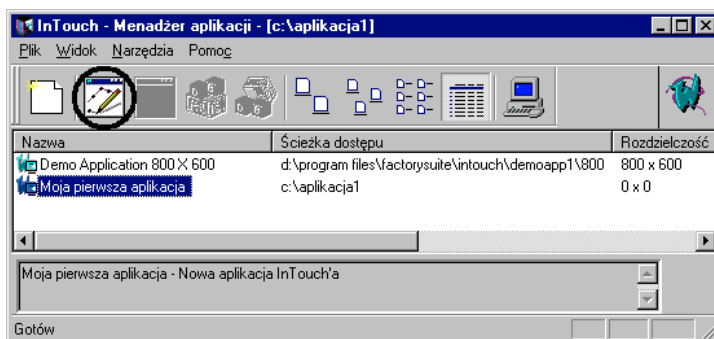 InTouch - Menadżer aplikacji - [c:\aplikacja1]
Plik Widok Narzędzia Pomoc
Nazwa Ścieżka dostępu Rozdzielczość
Demo Application 800 X 600 d:\program files\factorysuite\intouch\demoapp1\800 800 x 600
Moja pierwsza aplikacja c:\aplikacja1 0 x 0
Moja pierwsza aplikacja - Nowa aplikacja InTouch'a
Gotów